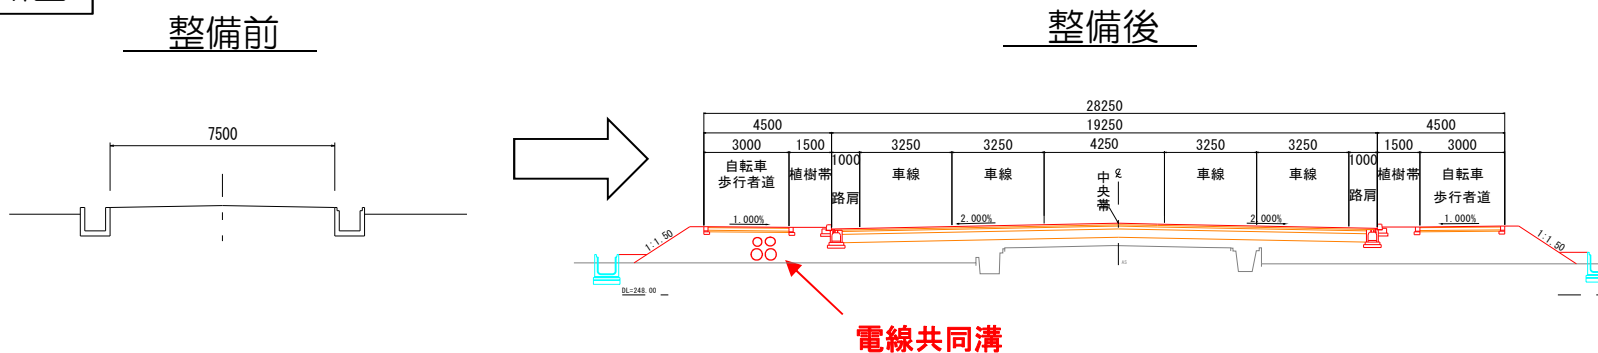 整備前
整備後
7500
28250
4500 19250 4500
3000 1500 1000 3250 3250 4250 3250 3250 1000 1500 3000
自転車
歩行者道
植樹帯
路肩
車線
車線
中央帯
車線
車線
路肩
植樹帯
自転車
歩行者道
1.000%
2.000%
2.000%
1.000%
1:1.50
1:1.50
DL=248.00
電線共同溝